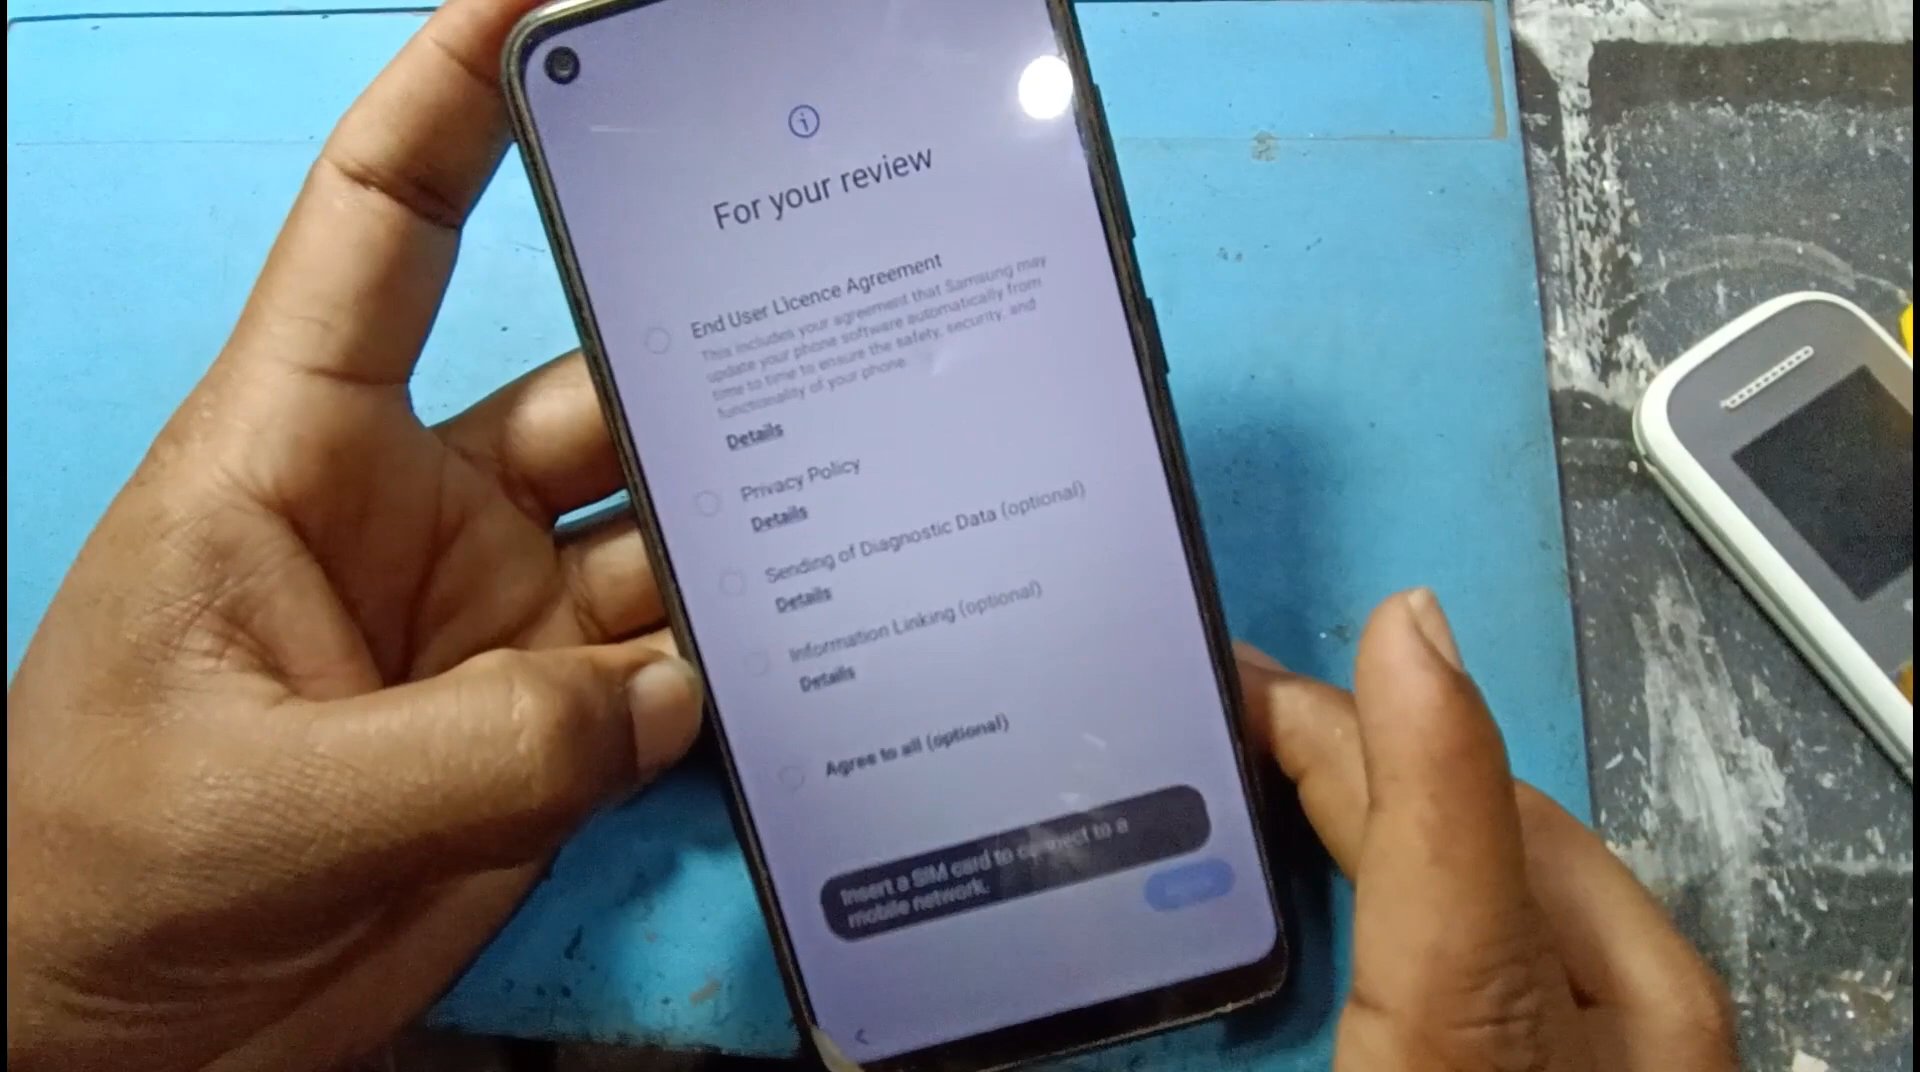 For your review
End User Licence Agreement
This includes your agreement that Samsung may
update your phone software automatically from
time to time to ensure the safety, security, and
functionality of your phone.
Details
Privacy Policy
Details
Sending of Diagnostic Data (optional)
Details
Information Linking (optional)
Details
Agree to all (optional)
Insert a SIM card to connect to a
mobile network.